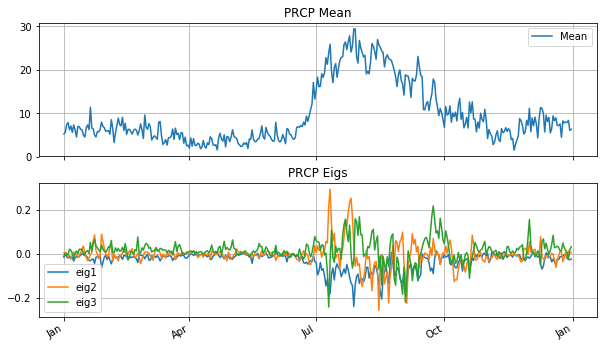 PRCP Mean
30
20
10
0
Mean
PRCP Eigs
0.2
0.0
−0.2
eig1
eig2
eig3
Jan
Apr
Jul
Oct
Jan